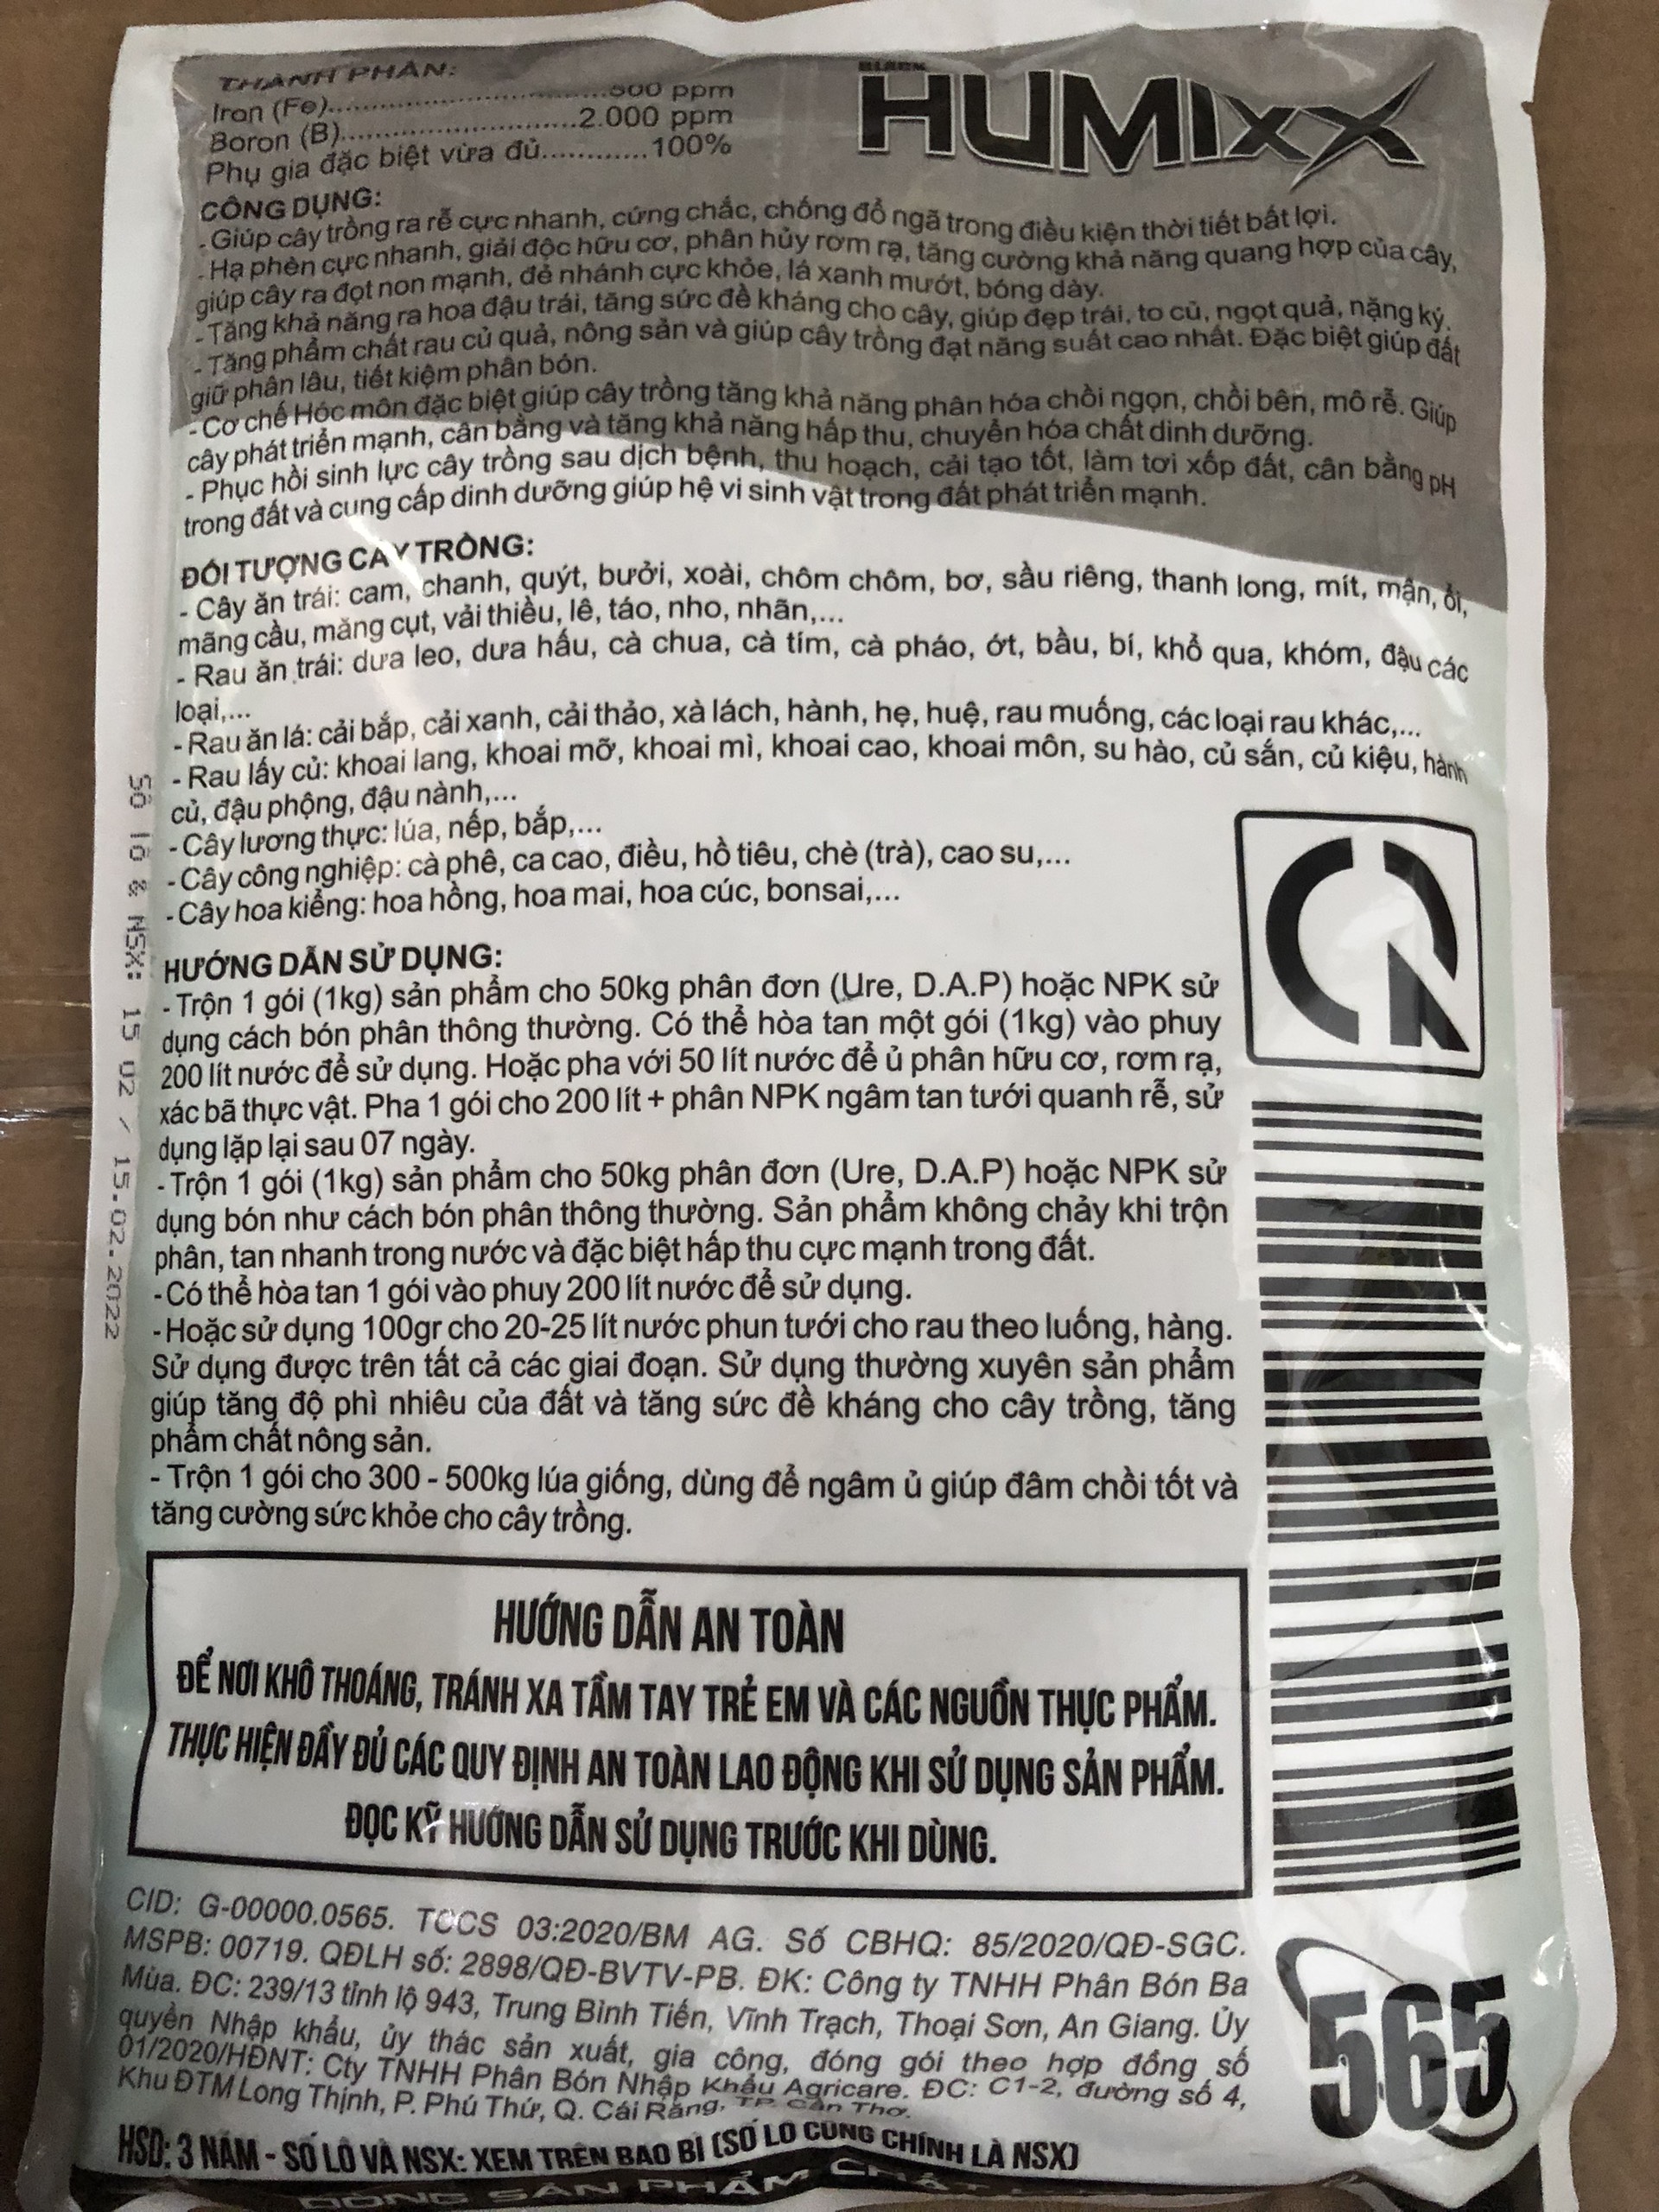 BLACK
HUMIXX
THÀNH PHẦN:
Iron (Fe)..............................500 ppm
Boron (B)............................2.000 ppm
Phụ gia đặc biệt vừa đủ.............100%
CÔNG DỤNG:
- Giúp cây trồng ra rễ cực nhanh, cứng chắc, chống đổ ngã trong điều kiện thời tiết bất lợi.
- Hạ phèn cực nhanh, giải độc hữu cơ, phân hủy rơm rạ, tăng cường khả năng quang hợp của cây,
giúp cây ra đọt non mạnh, đẻ nhánh cực khỏe, lá xanh mướt, bóng dày.
- Tăng khả năng ra hoa đậu trái, tăng sức đề kháng cho cây, giúp đẹp trái, to củ, ngọt quả, nặng ký.
- Tăng phẩm chất rau củ quả, nông sản và giúp cây trồng đạt năng suất cao nhất. Đặc biệt giúp đất
giữ phân lâu, tiết kiệm phân bón.
- Cơ chế Hóc môn đặc biệt giúp cây trồng tăng khả năng phân hóa chồi ngọn, chồi bên, mô rễ. Giúp
cây phát triển mạnh, cân bằng và tăng khả năng hấp thu, chuyển hóa chất dinh dưỡng.
- Phục hồi sinh lực cây trồng sau dịch bệnh, thu hoạch, cải tạo tốt, làm tơi xốp đất, cân bằng pH
trong đất và cung cấp dinh dưỡng giúp hệ vi sinh vật trong đất phát triển mạnh.
ĐỐI TƯỢNG CÂY TRỒNG:
- Cây ăn trái: cam, chanh, quýt, bưởi, xoài, chôm chôm, bơ, sầu riêng, thanh long, mít, mận, ổi,
mãng cầu, măng cụt, vải thiều, lê, táo, nho, nhãn,...
- Rau ăn trái: dưa leo, dưa hấu, cà chua, cà tím, cà pháo, ớt, bầu, bí, khổ qua, khóm, đậu các
loại,...
- Rau ăn lá: cải bắp, cải xanh, cải thảo, xà lách, hành, hẹ, huệ, rau muống, các loại rau khác,...
- Rau lấy củ: khoai lang, khoai mỡ, khoai mì, khoai cao, khoai môn, su hào, củ sắn, củ kiệu, hành
củ, đậu phộng, đậu nành,...
- Cây lương thực: lúa, nếp, bắp,...
- Cây công nghiệp: cà phê, ca cao, điều, hồ tiêu, chè (trà), cao su,...
- Cây hoa kiểng: hoa hồng, hoa mai, hoa cúc, bonsai,...
Số lô & NSX: 15 02 / 15.02.2022
HƯỚNG DẪN SỬ DỤNG:
- Trộn 1 gói (1kg) sản phẩm cho 50kg phân đơn (Ure, D.A.P) hoặc NPK sử
dụng cách bón phân thông thường. Có thể hòa tan một gói (1kg) vào phuy
200 lít nước để sử dụng. Hoặc pha với 50 lít nước để ủ phân hữu cơ, rơm rạ,
xác bã thực vật. Pha 1 gói cho 200 lít + phân NPK ngâm tan tưới quanh rễ, sử
dụng lặp lại sau 07 ngày.
- Trộn 1 gói (1kg) sản phẩm cho 50kg phân đơn (Ure, D.A.P) hoặc NPK sử
dụng bón như cách bón phân thông thường. Sản phẩm không chảy khi trộn
phân, tan nhanh trong nước và đặc biệt hấp thu cực mạnh trong đất.
- Có thể hòa tan 1 gói vào phuy 200 lít nước để sử dụng.
- Hoặc sử dụng 100gr cho 20-25 lít nước phun tưới cho rau theo luống, hàng.
Sử dụng được trên tất cả các giai đoạn. Sử dụng thường xuyên sản phẩm
giúp tăng độ phì nhiêu của đất và tăng sức đề kháng cho cây trồng, tăng
phẩm chất nông sản.
- Trộn 1 gói cho 300 - 500kg lúa giống, dùng để ngâm ủ giúp đâm chồi tốt và
tăng cường sức khỏe cho cây trồng.
HƯỚNG DẪN AN TOÀN
ĐỂ NƠI KHÔ THOÁNG, TRÁNH XA TẦM TAY TRẺ EM VÀ CÁC NGUỒN THỰC PHẨM.
THỰC HIỆN ĐẦY ĐỦ CÁC QUY ĐỊNH AN TOÀN LAO ĐỘNG KHI SỬ DỤNG SẢN PHẨM.
ĐỌC KỸ HƯỚNG DẪN SỬ DỤNG TRƯỚC KHI DÙNG.
CID: G-00000.0565. TCCS 03:2020/BM AG. Số CBHQ: 85/2020/QĐ-SGC.
MSPB: 00719. QĐLH số: 2898/QĐ-BVTV-PB. ĐK: Công ty TNHH Phân Bón Ba
Mùa. ĐC: 239/13 tỉnh lộ 943, Trung Bình Tiến, Vĩnh Trạch, Thoại Sơn, An Giang. Ủy
quyền Nhập khẩu, ủy thác sản xuất, gia công, đóng gói theo hợp đồng số
01/2020/HĐNT: Cty TNHH Phân Bón Nhập Khẩu Agricare. ĐC: C1-2, đường số 4,
Khu ĐTM Long Thịnh, P. Phú Thứ, Q. Cái Răng, TP. Cần Thơ.
565
HSD: 3 NĂM - SỐ LÔ VÀ NSX: XEM TRÊN BAO BÌ (SỐ LÔ CŨNG CHÍNH LÀ NSX)
DÒNG SẢN PHẨM CHẤT